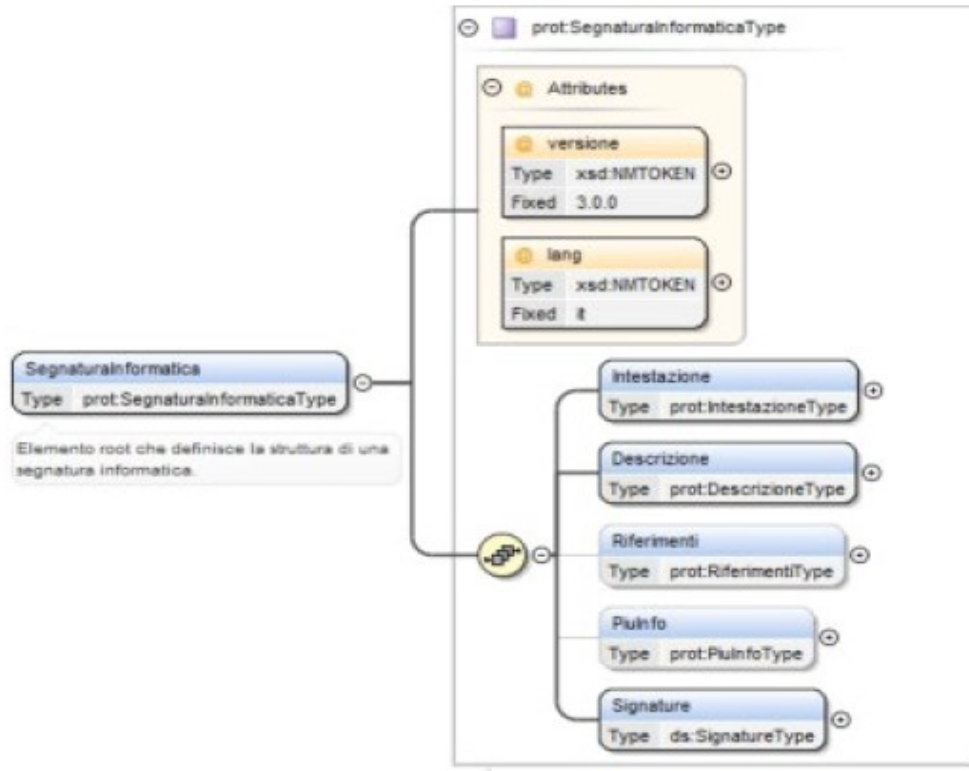 prot:SegnaturaInformaticaType
Attributes
versione
Type xsd:NMTOKEN
Fixed 3.0.0
lang
Type xsd:NMTOKEN
Fixed it
SegnaturaInformatica
Type prot:SegnaturaInformaticaType
Elemento root che definisce la struttura di una
segnatura informatica.
Intestazione
Type prot:IntestazioneType
Descrizione
Type prot:DescrizioneType
Riferimenti
Type prot:RiferimentiType
PiuInfo
Type prot:PiuInfoType
Signature
Type ds:SignatureType